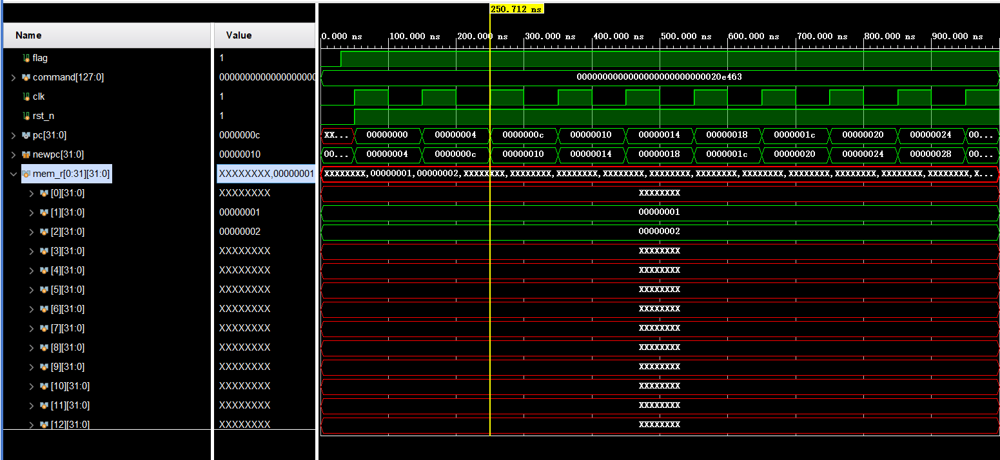 250.712 ns
Name Value 0.000 ns 100.000 ns 200.000 ns 300.000 ns 400.000 ns 500.000 ns 600.000 ns 700.000 ns 800.000 ns 900.000 ns
flag 1
command[127:0] 000000000000000000 0000000000000000000000000020e463
clk 1
rst_n 1
pc[31:0] 0000000c XX... 00000000 00000004 0000000c 00000010 00000014 00000018 0000001c 00000020 00000024 00...
newpc[31:0] 00000010 00... 00000004 0000000c 00000010 00000014 00000018 0000001c 00000020 00000024 00000028 00...
mem_r[0:31][31:0] XXXXXXXX,00000001 XXXXXXXX,00000001,00000002,XXXXXXXX,XXXXXXXX,XXXXXXXX,XXXXXXXX,XXXXXXXX,XXXXXXXX,XXXXXXXX,XXXXXXXX,XXXXXXXX,XXXXXXXX,XXXXXXXX,X...
[0][31:0] XXXXXXXX XXXXXXXX
[1][31:0] 00000001 00000001
[2][31:0] 00000002 00000002
[3][31:0] XXXXXXXX XXXXXXXX
[4][31:0] XXXXXXXX XXXXXXXX
[5][31:0] XXXXXXXX XXXXXXXX
[6][31:0] XXXXXXXX XXXXXXXX
[7][31:0] XXXXXXXX XXXXXXXX
[8][31:0] XXXXXXXX XXXXXXXX
[9][31:0] XXXXXXXX XXXXXXXX
[10][31:0] XXXXXXXX XXXXXXXX
[11][31:0] XXXXXXXX XXXXXXXX
[12][31:0] XXXXXXXX XXXXXXXX